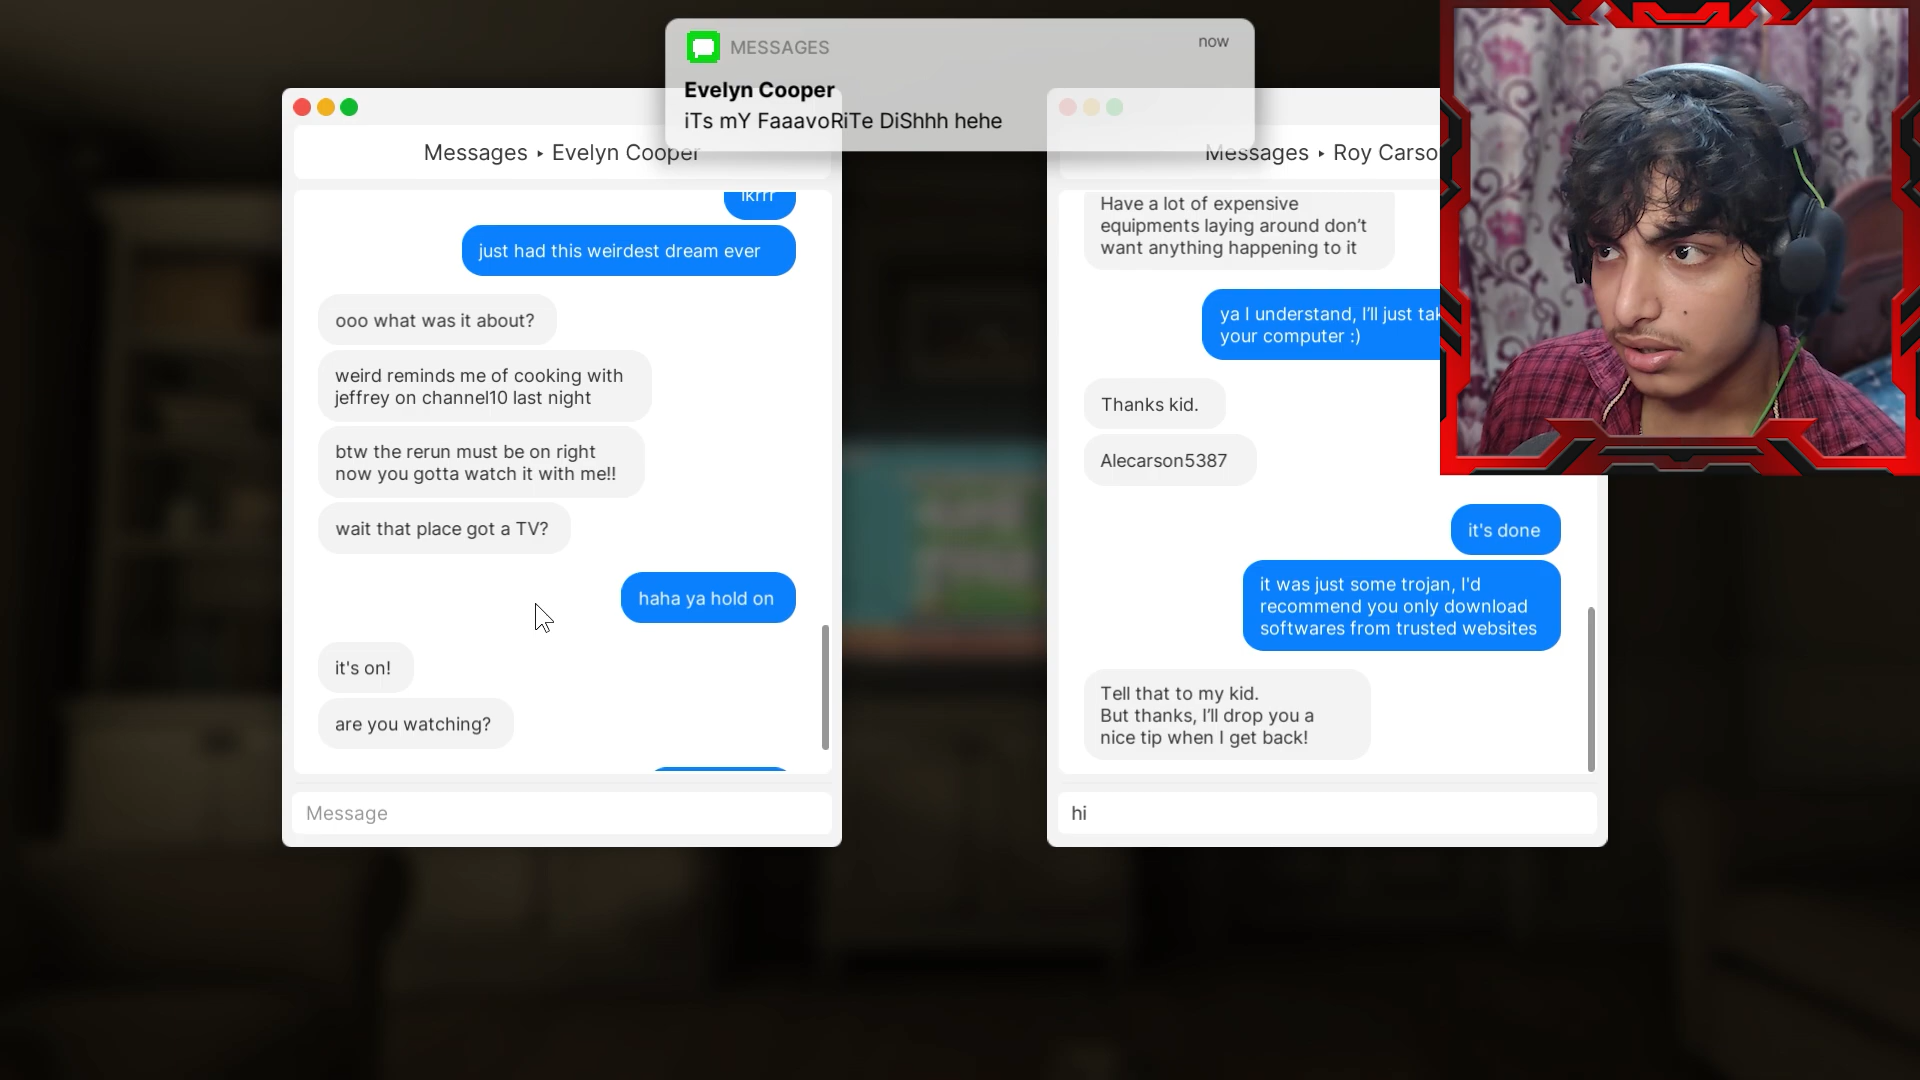 MESSAGES
now
Evelyn Cooper
iTs mY FaaavoRiTe DiShhh hehe
Messages ‣ Evelyn Cooper
ikrrr
just had this weirdest dream ever
ooo what was it about?
weird reminds me of cooking with
jeffrey on channel10 last night
btw the rerun must be on right
now you gotta watch it with me!!
wait that place got a TV?
haha ya hold on
it's on!
are you watching?
Message
Messages ‣ Roy Carso
Have a lot of expensive
equipments laying around don't
want anything happening to it
ya I understand, I'll just tak
your computer :)
Thanks kid.
Alecarson5387
it's done
it was just some trojan, I'd
recommend you only download
softwares from trusted websites
Tell that to my kid.
But thanks, I'll drop you a
nice tip when I get back!
hi